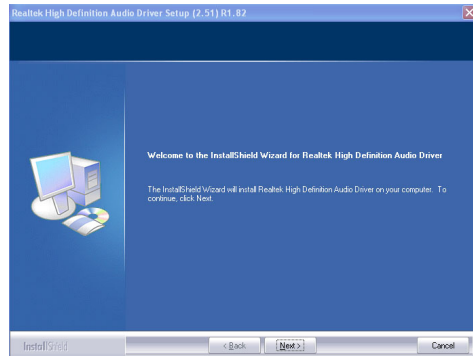 Realtek High Definition Audio Driver Setup (2.51) R1.82
Welcome to the InstallShield Wizard for Realtek High Definition Audio Driver
The InstallShield Wizard will install Realtek High Definition Audio Driver on your computer. To
continue, click Next.
InstallShield
< Back
Next >
Cancel